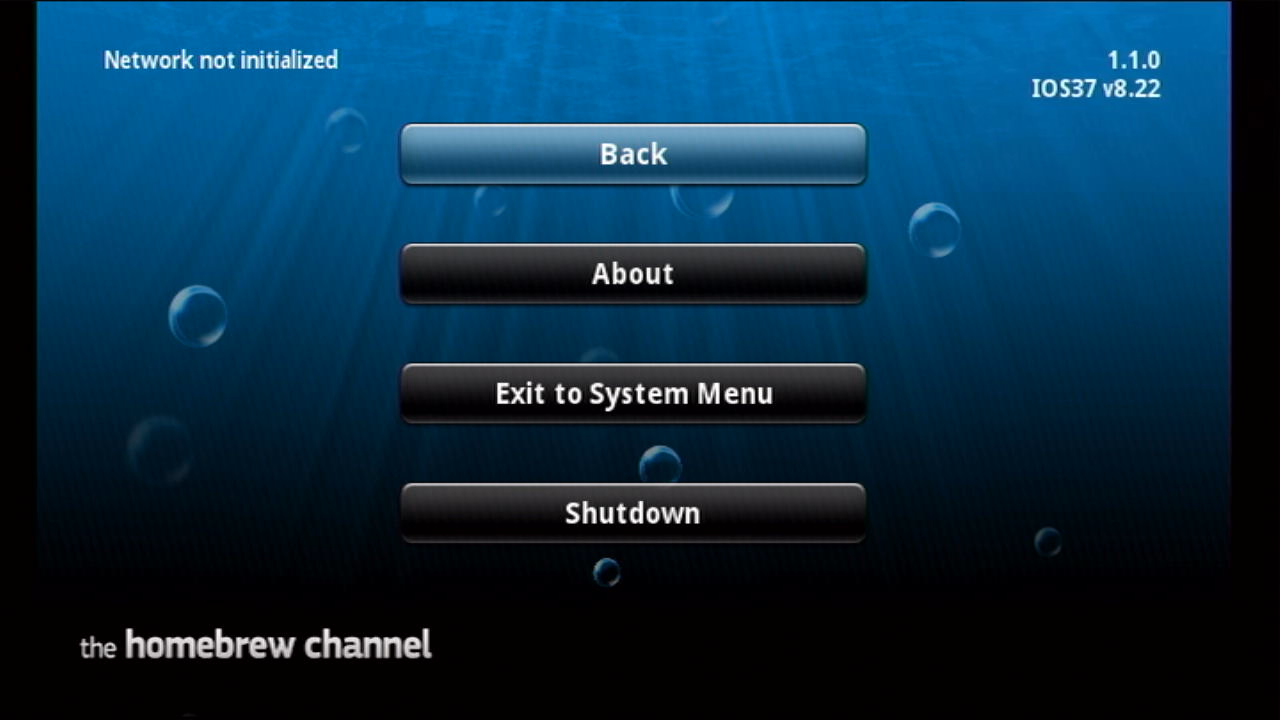 Network not initialized
1.1.0
IOS37 v8.22
Back
About
Exit to System Menu
Shutdown
the homebrew channel